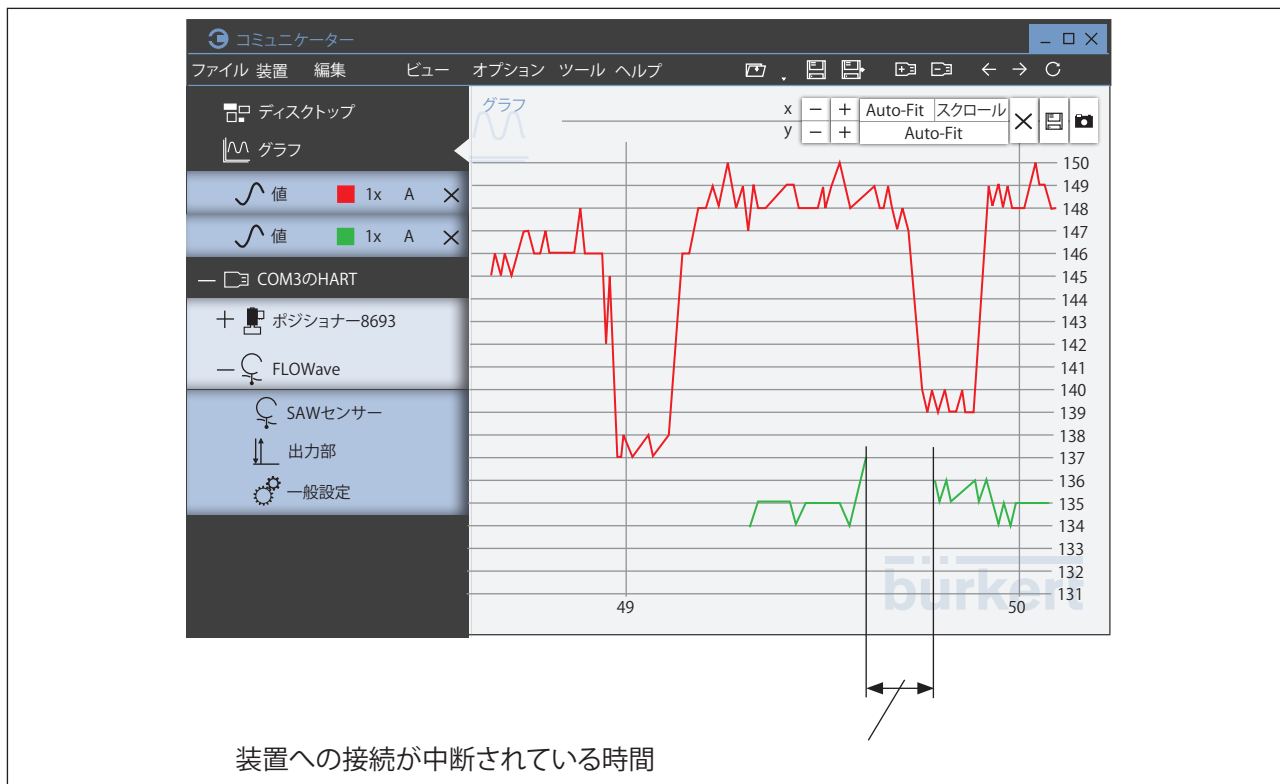 コミュニケーター
ファイル 装置 編集 ビュー オプション ツール ヘルプ
ディスクトップ
グラフ
値 1x A
値 1x A
COM3のHART
ポジショナー8693
FLOWave
SAWセンサー
出力部
一般設定
グラフ
x − + Auto-Fit スクロール
y − + Auto-Fit
150
149
148
147
146
145
144
143
142
141
140
139
138
137
136
135
134
133
132
131
bürkert
49 50
装置への接続が中断されている時間